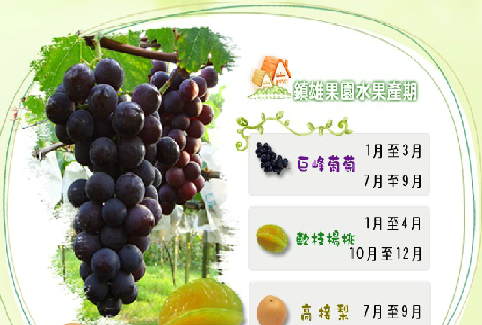 鎮雄果園水果產期
巨峰葡萄
1月至3月
7月至9月
軟枝楊桃
1月至4月
10月至12月
高接梨
7月至9月